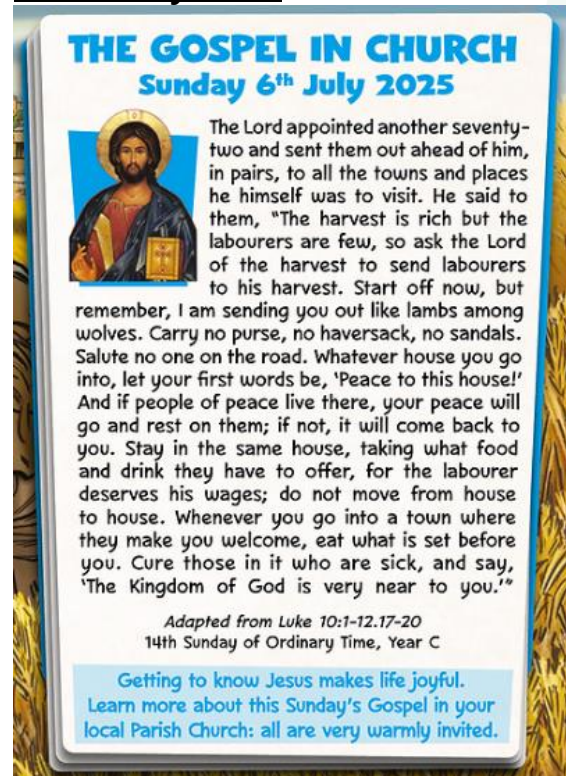 THE GOSPEL IN CHURCH
Sunday 6th July 2025
The Lord appointed another seventy-
two and sent them out ahead of him,
in pairs, to all the towns and places
he himself was to visit. He said to
them, "The harvest is rich but the
labourers are few, so ask the Lord
of the harvest to send labourers
to his harvest. Start off now, but
remember, I am sending you out like lambs among
wolves. Carry no purse, no haversack, no sandals.
Salute no one on the road. Whatever house you go
into, let your first words be, 'Peace to this house!'
And if people of peace live there, your peace will
go and rest on them; if not, it will come back to
you. Stay in the same house, taking what food
and drink they have to offer, for the labourer
deserves his wages; do not move from house
to house. Whenever you go into a town where
they make you welcome, eat what is set before
you. Cure those in it who are sick, and say,
'The Kingdom of God is very near to you.'"
Adapted from Luke 10:1-12.17-20
14th Sunday of Ordinary Time, Year C
Getting to know Jesus makes life joyful.
Learn more about this Sunday's Gospel in your
local Parish Church: all are very warmly invited.